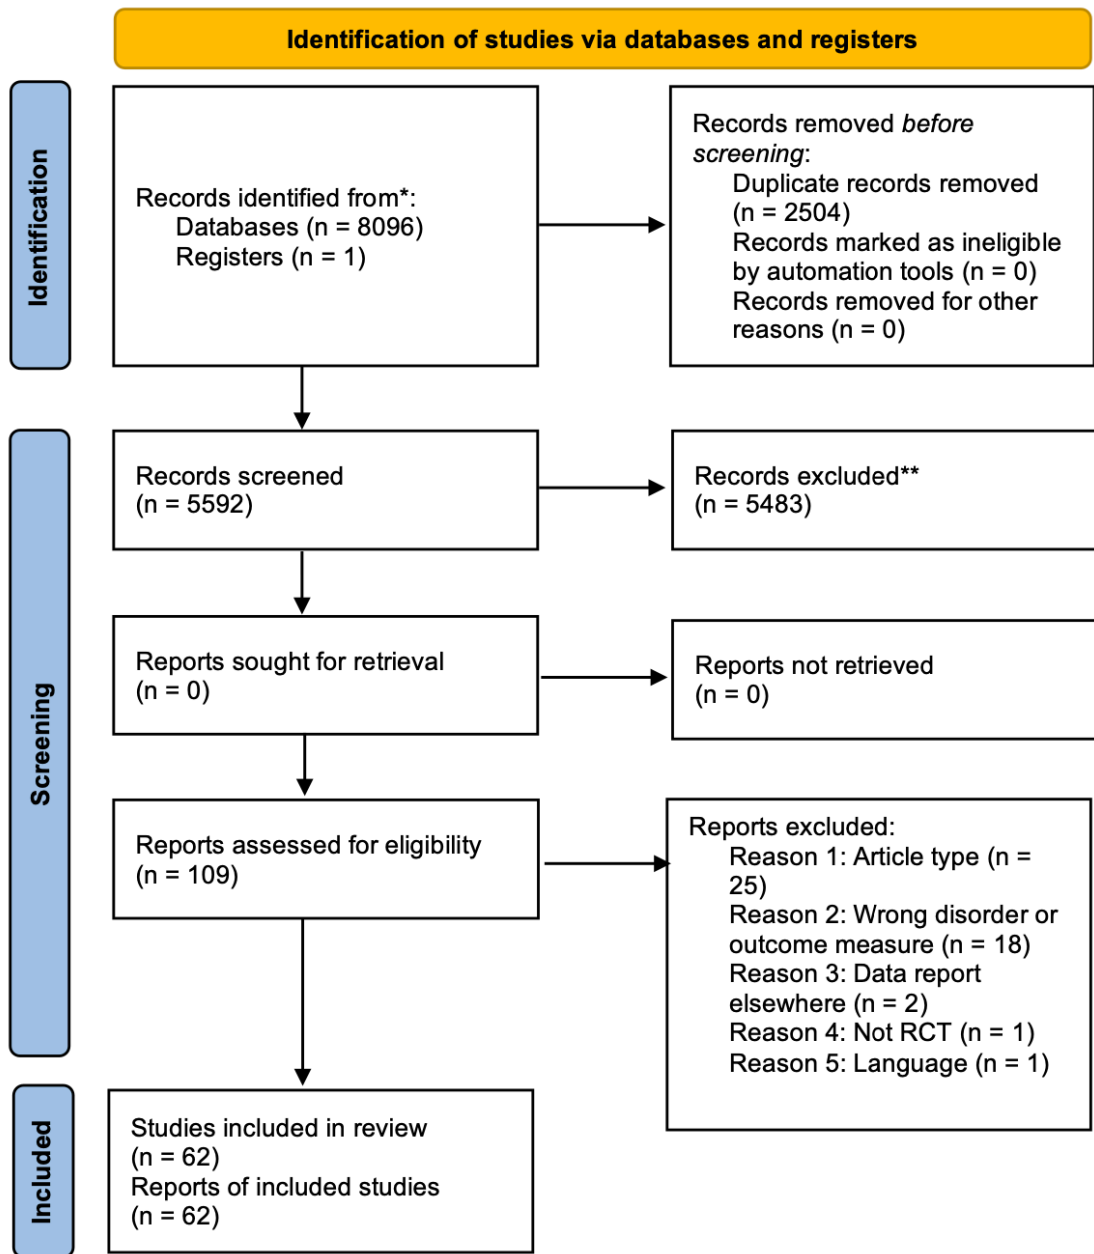 Identification of studies via databases and registers
Identification
Records identified from*:
Databases (n = 8096)
Registers (n = 1)
Records removed before
screening:
Duplicate records removed
(n = 2504)
Records marked as ineligible
by automation tools (n = 0)
Records removed for other
reasons (n = 0)
Screening
Records screened
(n = 5592)
Records excluded**
(n = 5483)
Reports sought for retrieval
(n = 0)
Reports not retrieved
(n = 0)
Reports assessed for eligibility
(n = 109)
Reports excluded:
Reason 1: Article type (n =
25)
Reason 2: Wrong disorder or
outcome measure (n = 18)
Reason 3: Data report
elsewhere (n = 2)
Reason 4: Not RCT (n = 1)
Reason 5: Language (n = 1)
Included
Studies included in review
(n = 62)
Reports of included studies
(n = 62)